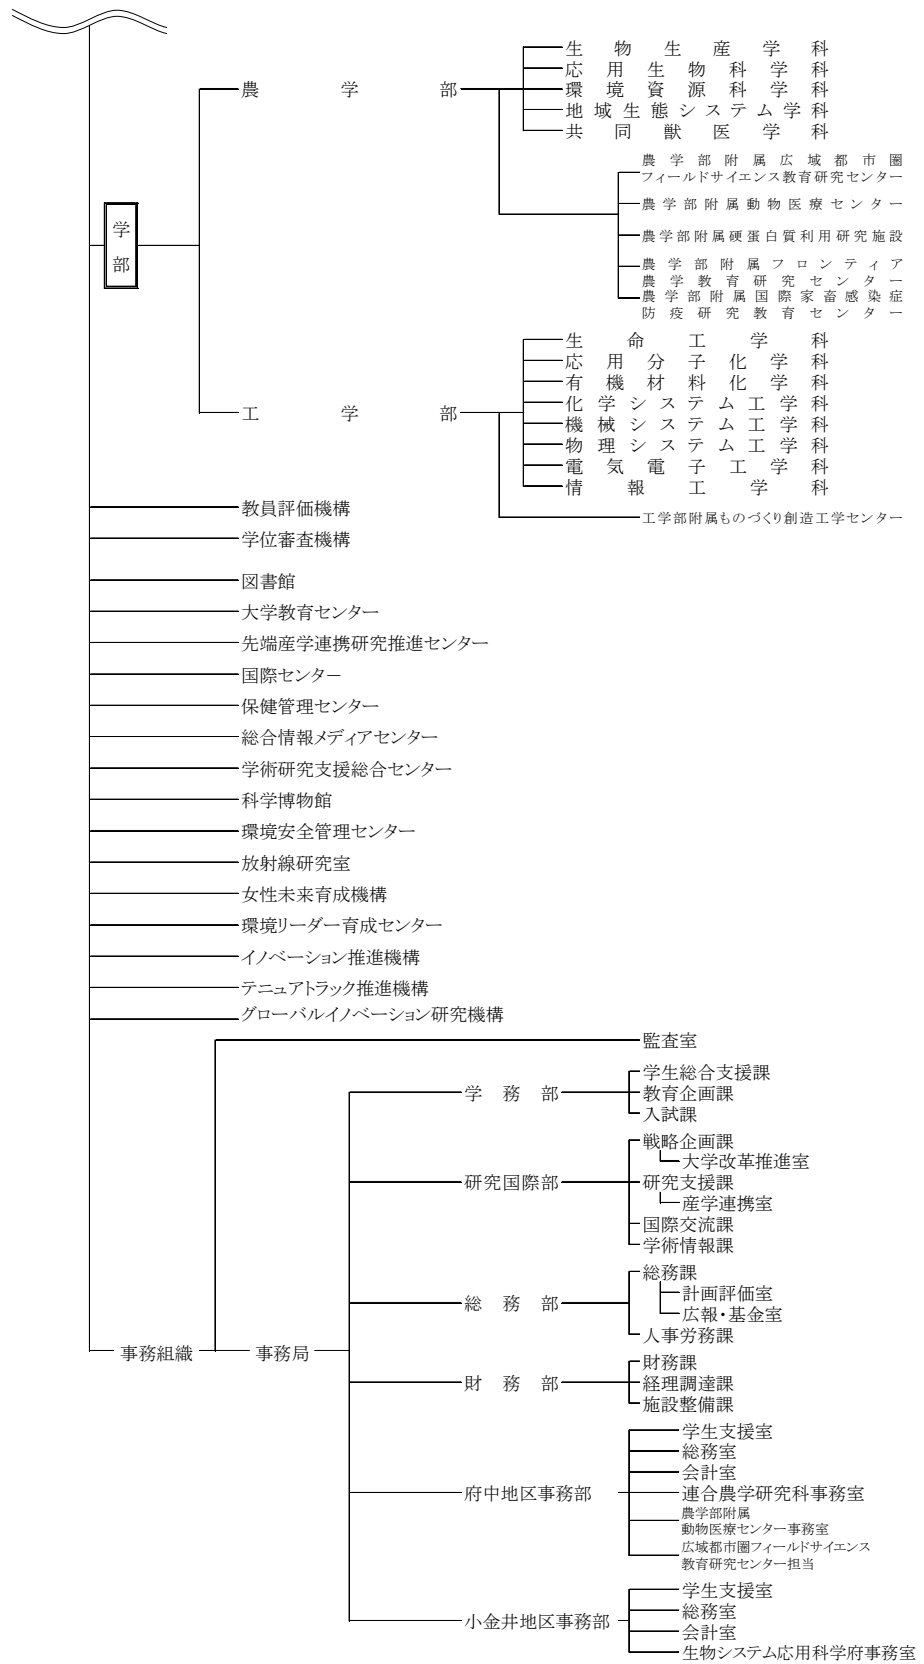 学部
農学部
生物生産学科
応用生物科学科
環境資源科学科
地域生態システム学科
共同獣医学科
農学部附属広域都市圏
フィールドサイエンス教育研究センター
農学部附属動物医療センター
農学部附属硬蛋白質利用研究施設
農学部附属フロンティア
農学教育研究センター
農学部附属国際家畜感染症
防疫研究教育センター
工学部
生命工学科
応用分子化学科
有機材料化学科
化学システム工学科
機械システム工学科
物理システム工学科
電気電子工学科
情報工学科
工学部附属ものづくり創造工学センター
教員評価機構
学位審査機構
図書館
大学教育センター
先端産学連携研究推進センター
国際センター
保健管理センター
総合情報メディアセンター
学術研究支援総合センター
科学博物館
環境安全管理センター
放射線研究室
女性未来育成機構
環境リーダー育成センター
イノベーション推進機構
テニュアトラック推進機構
グローバルイノベーション研究機構
事務組織
監査室
事務局
学務部
学生総合支援課
教育企画課
入試課
研究国際部
戦略企画課
大学改革推進室
研究支援課
産学連携室
国際交流課
学術情報課
総務部
総務課
計画評価室
広報・基金室
人事労務課
財務部
財務課
経理調達課
施設整備課
府中地区事務部
学生支援室
総務室
会計室
連合農学研究科事務室
農学部附属
動物医療センター事務室
広域都市圏フィールドサイエンス
教育研究センター担当
小金井地区事務部
学生支援室
総務室
会計室
生物システム応用科学府事務室